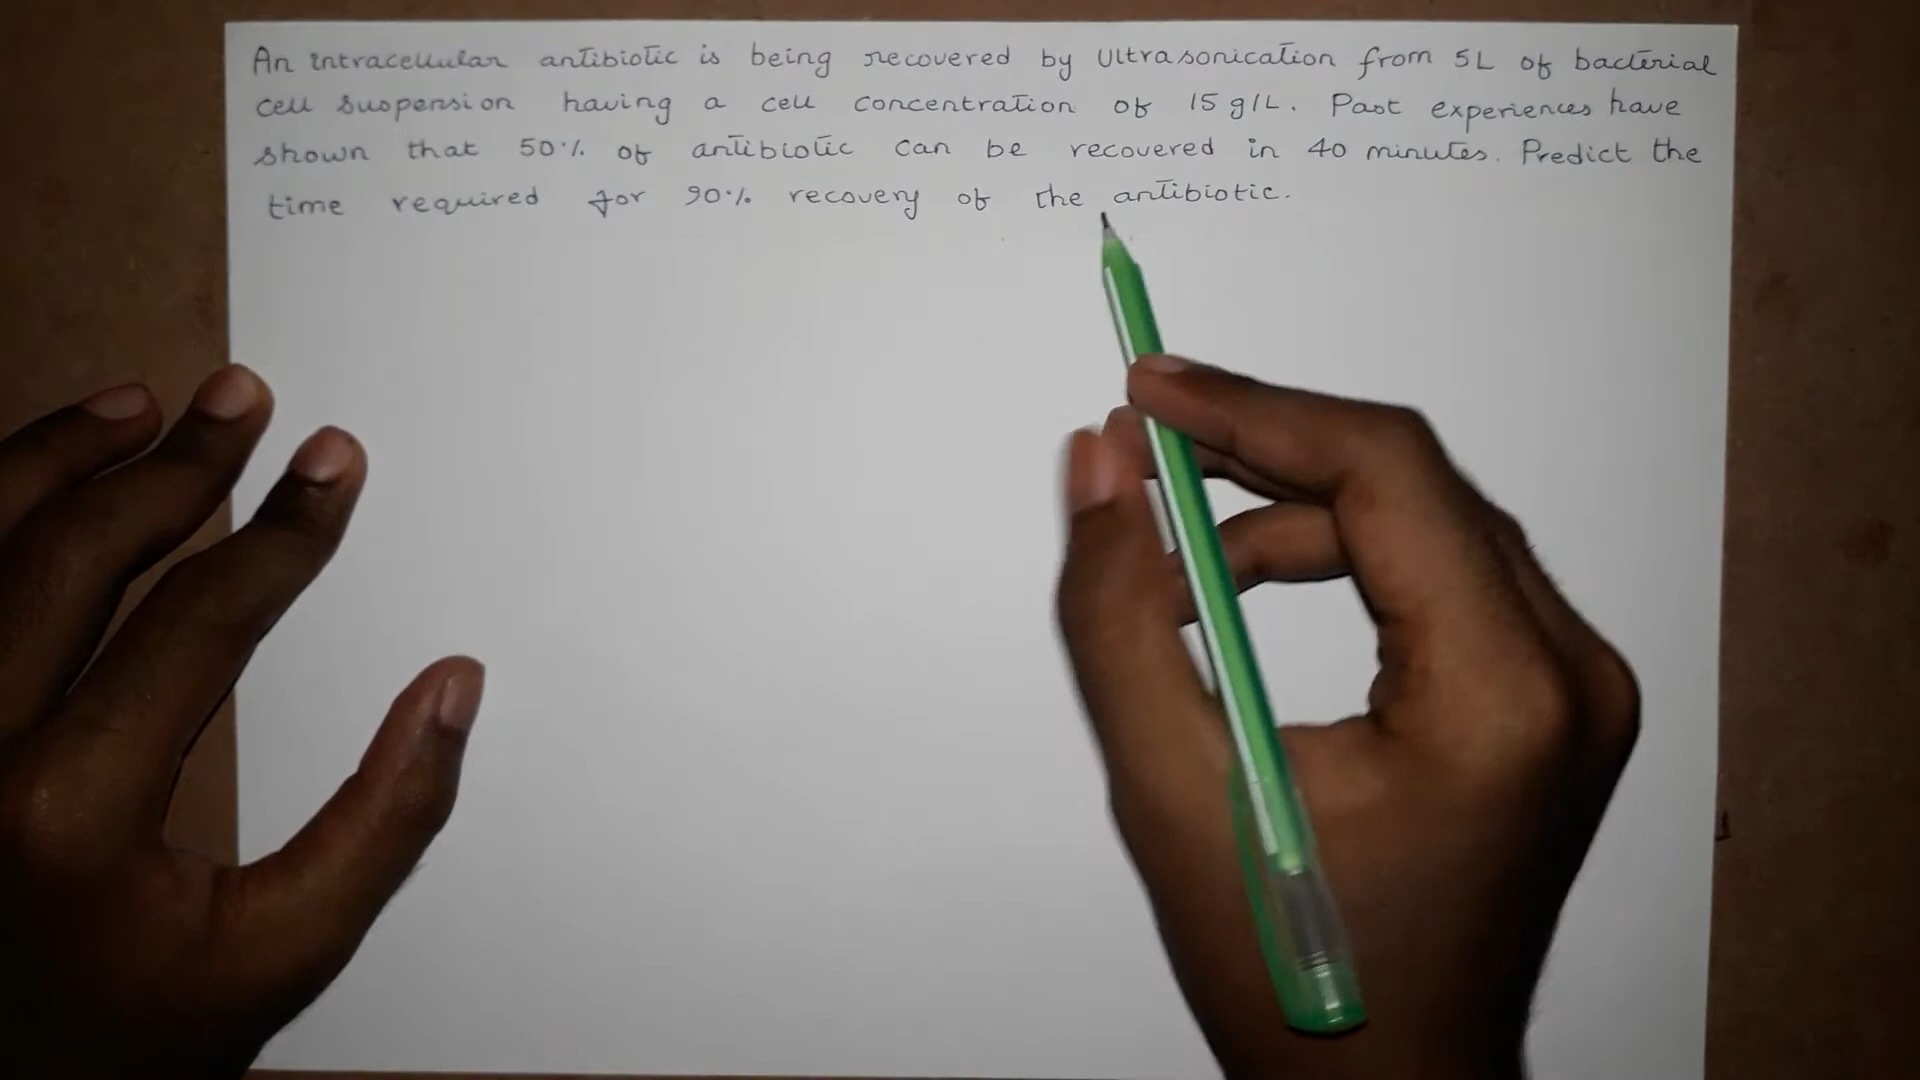 An intracellular antibiotic is being recovered by Ultrasonication from 5L of bacterial
cell suspension having a cell concentration of 15 g/L. Past experiences have
shown that 50% of antibiotic can be recovered in 40 minutes. Predict the
time required for 90% recovery of the antibiotic.